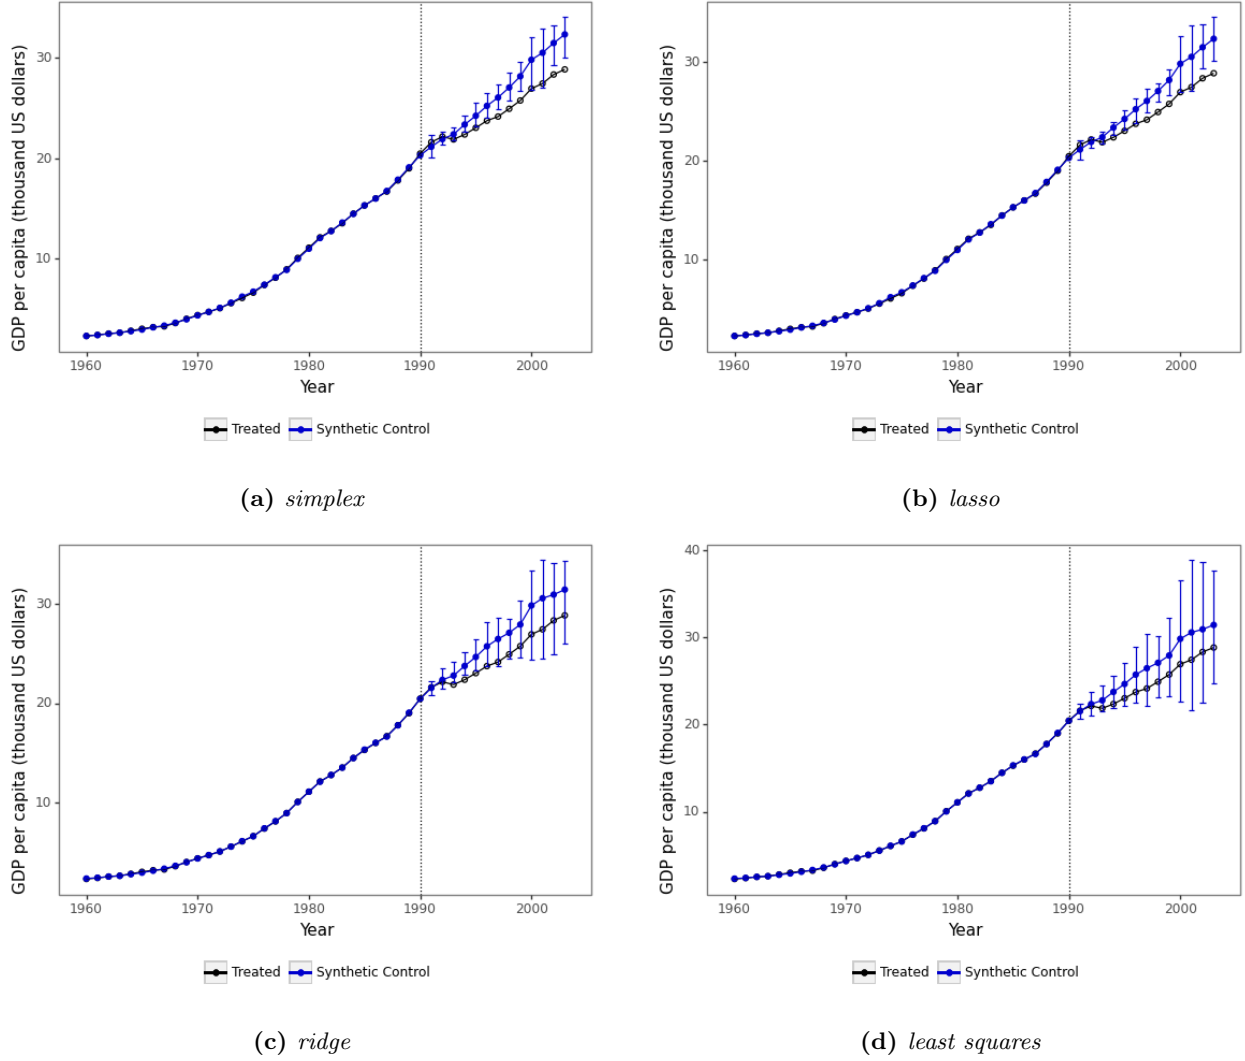 GDP per capita (thousand US dollars)
30
20
10
1960 1970 1980 1990 2000
Year
Treated Synthetic Control
(a) simplex
GDP per capita (thousand US dollars)
30
20
10
1960 1970 1980 1990 2000
Year
Treated Synthetic Control
(b) lasso
GDP per capita (thousand US dollars)
30
20
10
1960 1970 1980 1990 2000
Year
Treated Synthetic Control
(c) ridge
GDP per capita (thousand US dollars)
40
30
20
10
1960 1970 1980 1990 2000
Year
Treated Synthetic Control
(d) least squares